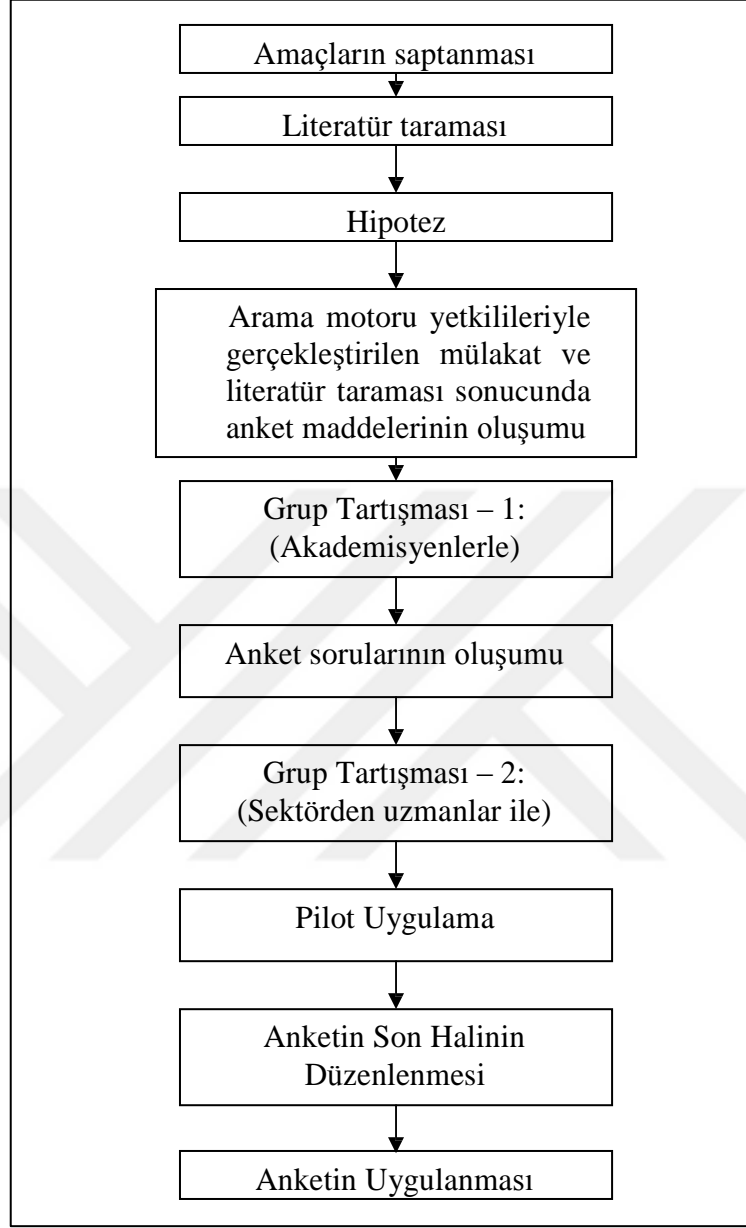 Amaçların saptanması
Literatür taraması
Hipotez
Arama motoru yetkilileriyle
gerçekleştirilen mülakat ve
literatür taraması sonucunda
anket maddelerinin oluşumu
Grup Tartışması – 1:
(Akademisyenlerle)
Anket sorularının oluşumu
Grup Tartışması – 2:
(Sektörden uzmanlar ile)
Pilot Uygulama
Anketin Son Halinin
Düzenlenmesi
Anketin Uygulanması